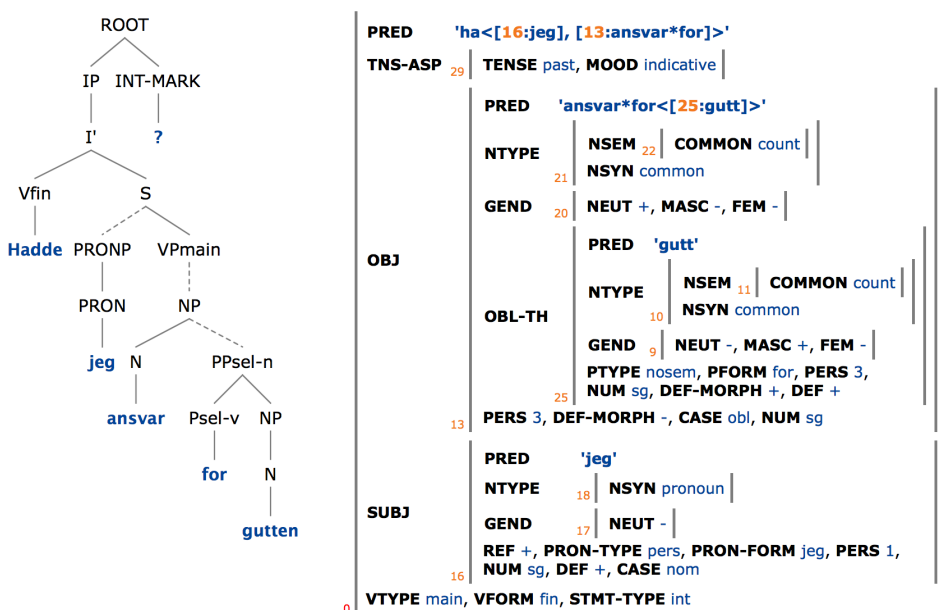 ROOT
IP INT-MARK
I' ?
Vfin S
Hadde PRONP VPmain
PRON NP
jeg N PPsel-n
ansvar Psel-v NP
for N
gutten
PRED 'ha<[16:jeg], [13:ansvar*for]>'
TNS-ASP 29 TENSE past, MOOD indicative
PRED 'ansvar*for<[25:gutt]>'
NTYPE NSEM 22 COMMON count
21 NSYN common
GEND 20 NEUT +, MASC -, FEM -
OBJ
PRED 'gutt'
NTYPE NSEM 11 COMMON count
10 NSYN common
OBL-TH
GEND 9 NEUT -, MASC +, FEM -
PTYPE nosem, PFORM for, PERS 3,
25 NUM sg, DEF-MORPH +, DEF +
13 PERS 3, DEF-MORPH -, CASE obl, NUM sg
PRED 'jeg'
NTYPE 18 NSYN pronoun
SUBJ
GEND 17 NEUT -
REF +, PRON-TYPE pers, PRON-FORM jeg, PERS 1,
16 NUM sg, DEF +, CASE nom
0 VTYPE main, VFORM fin, STMT-TYPE int